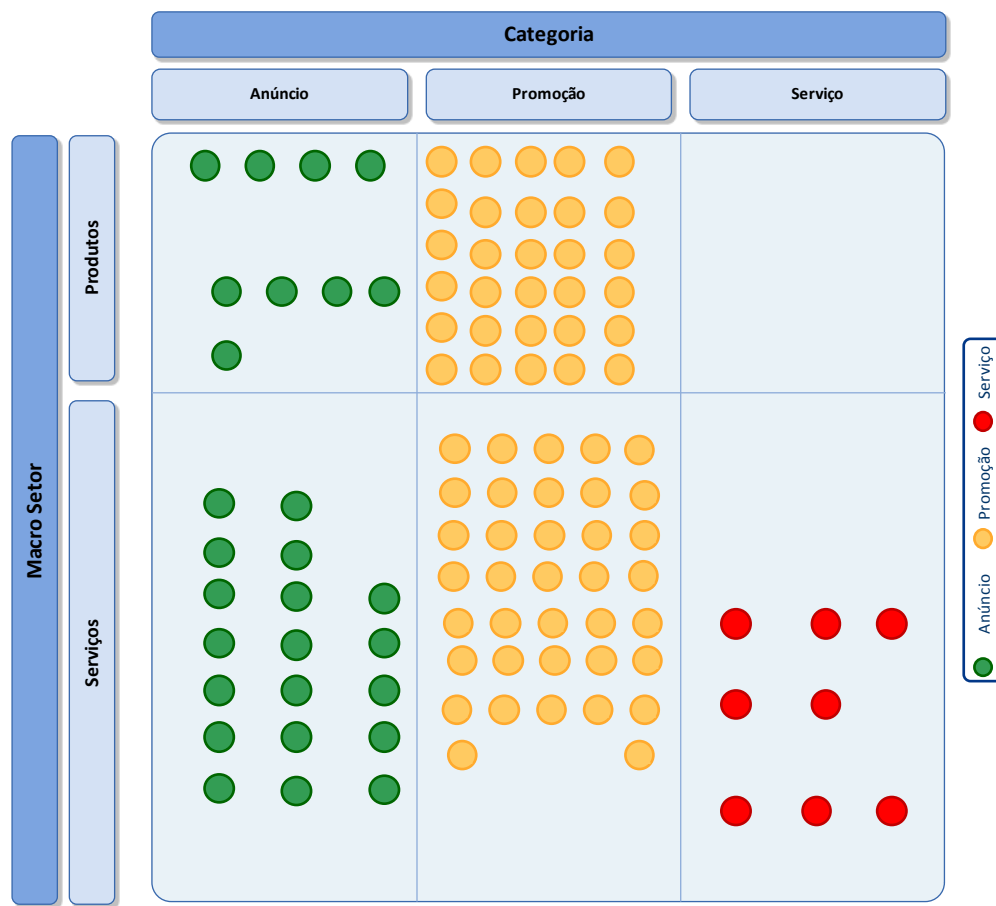 Categoria
Anúncio
Promoção
Serviço
Macro Setor
Produtos
Serviços
Serviço
Promoção
Anúncio